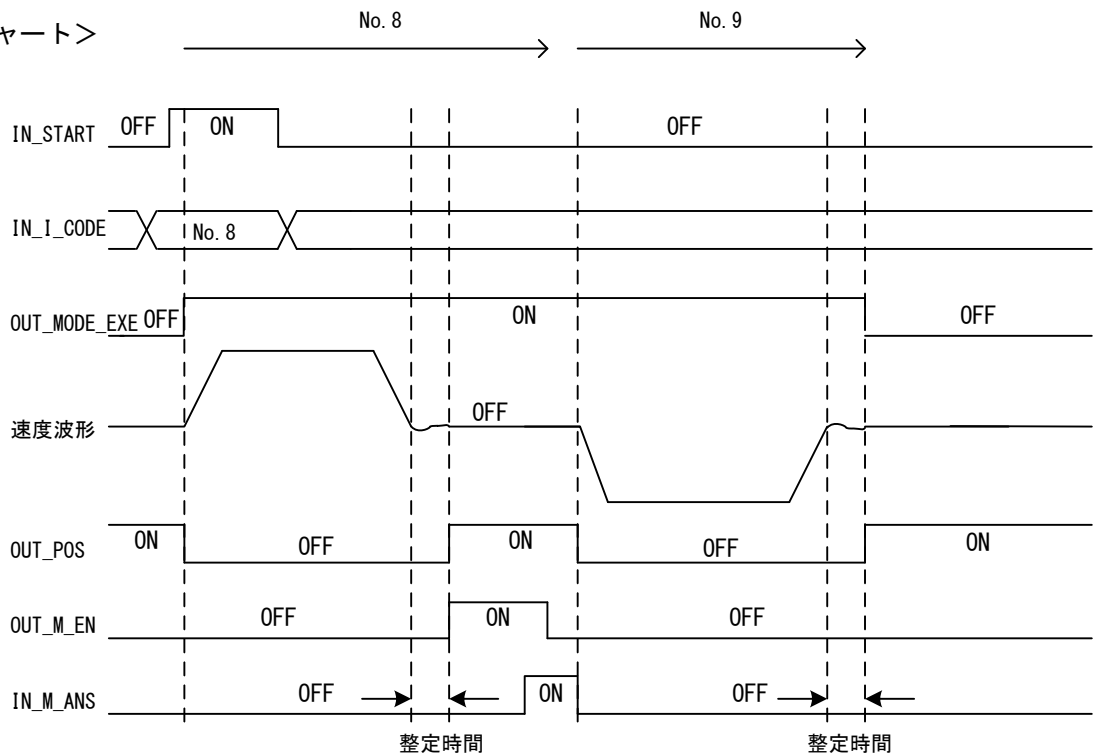 ャート＞
No. 8
No. 9
IN_START OFF ON OFF
IN_I_CODE No. 8
OUT_MODE_EXE OFF ON OFF
速度波形 OFF
OUT_POS ON OFF ON OFF ON
OUT_M_EN OFF ON OFF
IN_M_ANS OFF ON OFF
整定時間 整定時間